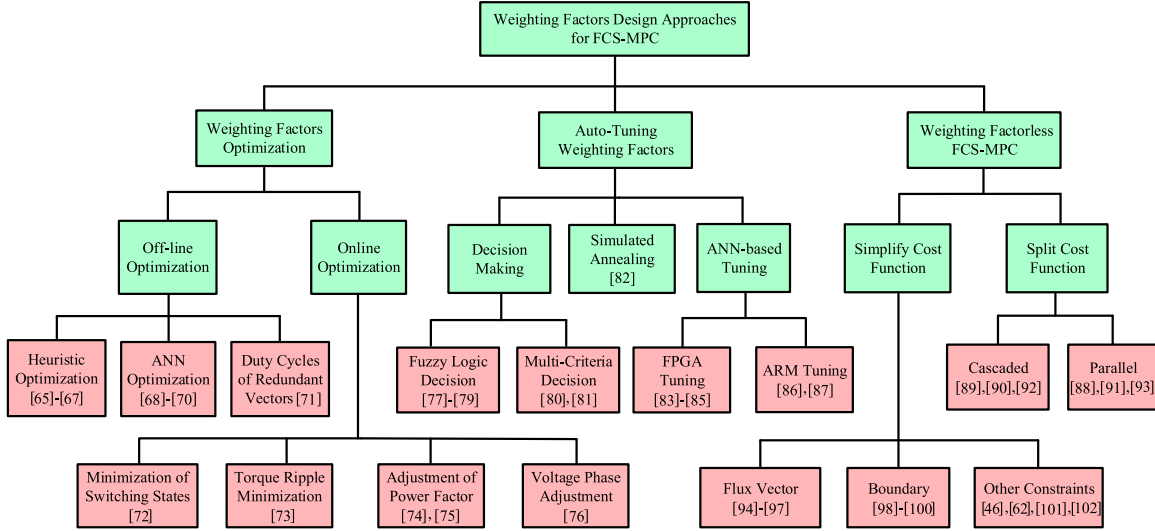 Weighting Factors Design Approaches
for FCS-MPC
Weighting Factors
Optimization
Auto-Tuning
Weighting Factors
Weighting Factorless
FCS-MPC
Off-line
Optimization
Online
Optimization
Decision
Making
Simulated
Annealing
[82]
ANN-based
Tuning
Simplify Cost
Function
Split Cost
Function
Heuristic
Optimization
[65]-[67]
ANN
Optimization
[68]-[70]
Duty Cycles
of Redundant
Vectors [71]
Fuzzy Logic
Decision
[77]-[79]
Multi-Criteria
Decision
[80],[81]
FPGA
Tuning
[83]-[85]
ARM Tuning
[86],[87]
Cascaded
[89],[90],[92]
Parallel
[88],[91],[93]
Minimization of
Switching States
[72]
Torque Ripple
Minimization
[73]
Adjustment of
Power Factor
[74],[75]
Voltage Phase
Adjustment
[76]
Flux Vector
[94]-[97]
Boundary
[98]-[100]
Other Constraints
[46],[62],[101],[102]